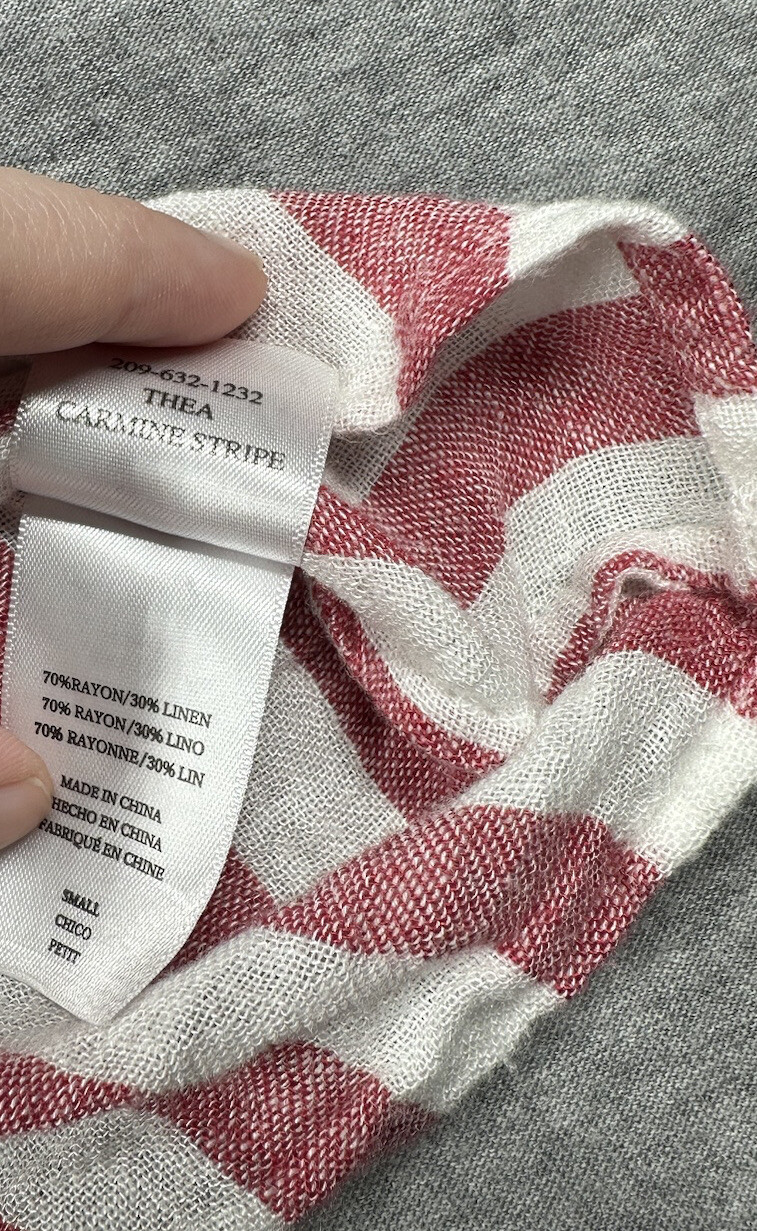 209-632-1232
THEA
CARMINE STRIPE
70%RAYON/30% LINEN
70% RAYON/30% LINO
70% RAYONNE/30% LIN
MADE IN CHINA
HECHO EN CHINA
FABRIQUÉ EN CHINE
SMALL
CHICO
PETIT